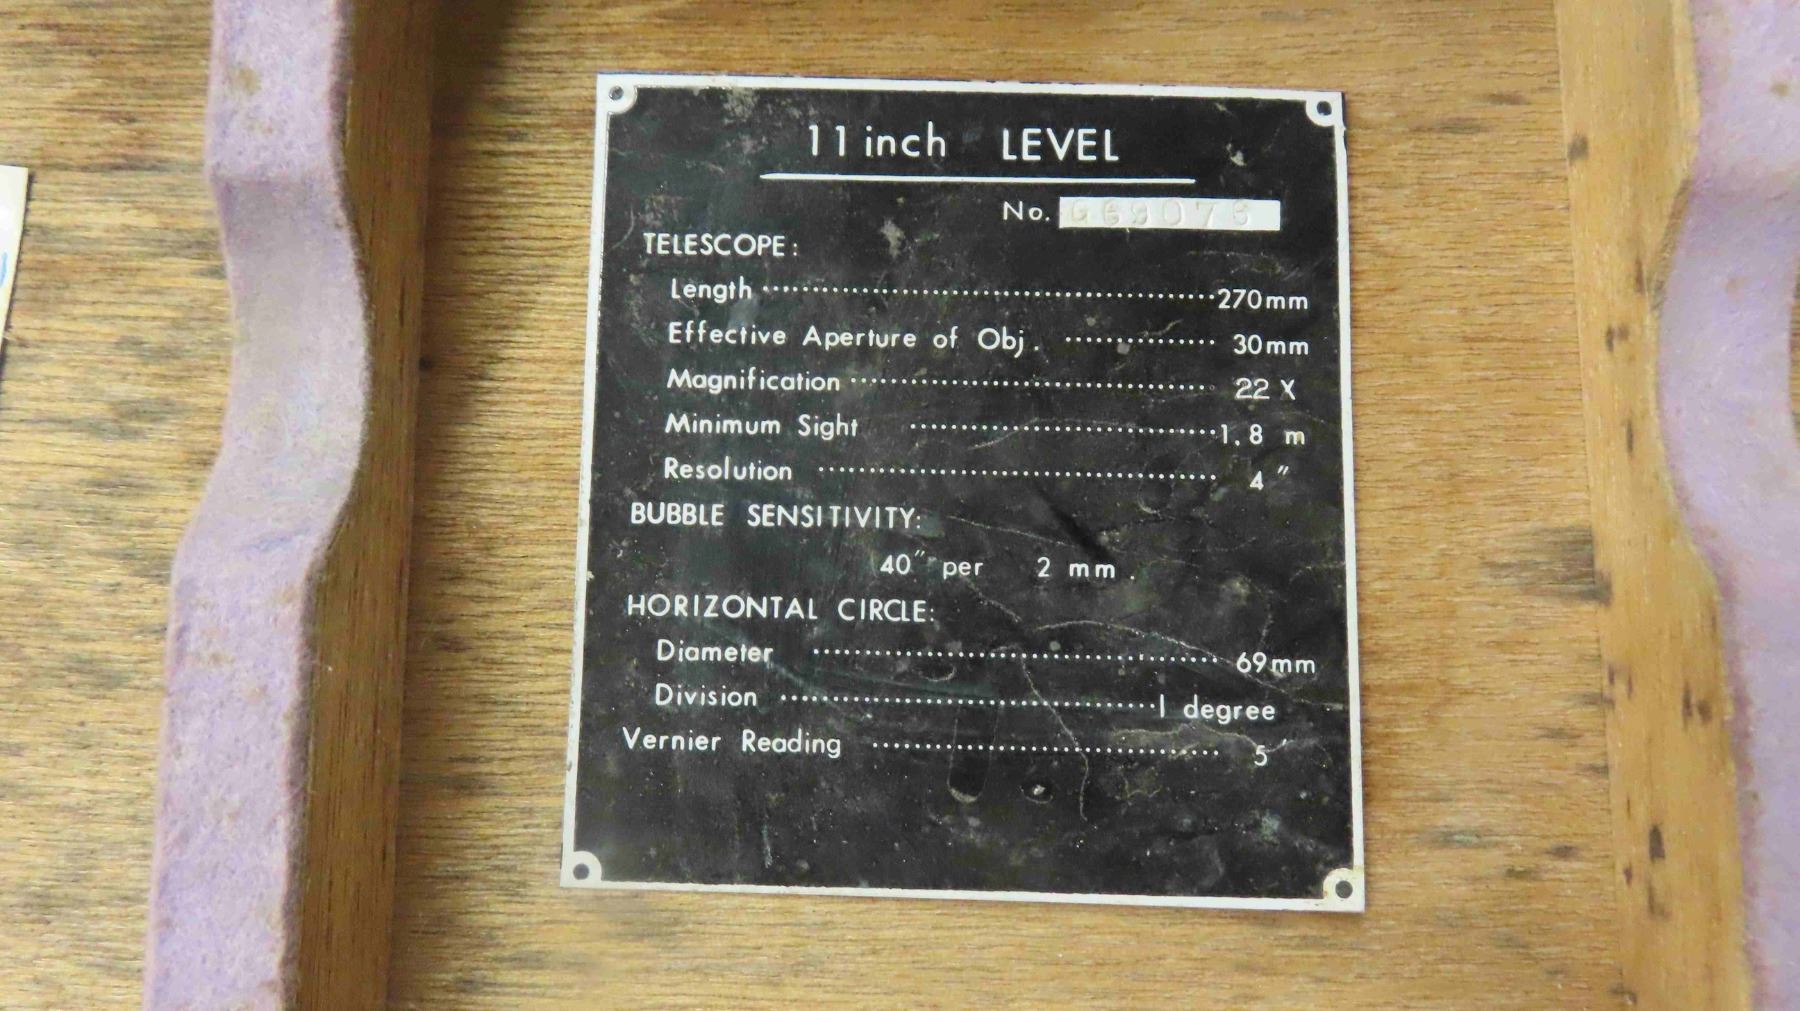 11 inch LEVEL
No. G69076
TELESCOPE:
Length ................................................ 270mm
Effective Aperture of Obj. ............... 30mm
Magnification .................................... 22 X
Minimum Sight ............................... 1,8 m
Resolution ........................................ 4″
BUBBLE SENSITIVITY:
40″ per 2 mm.
HORIZONTAL CIRCLE:
Diameter ......................................... 69mm
Division ...................................... 1 degree
Vernier Reading ................................... 5′